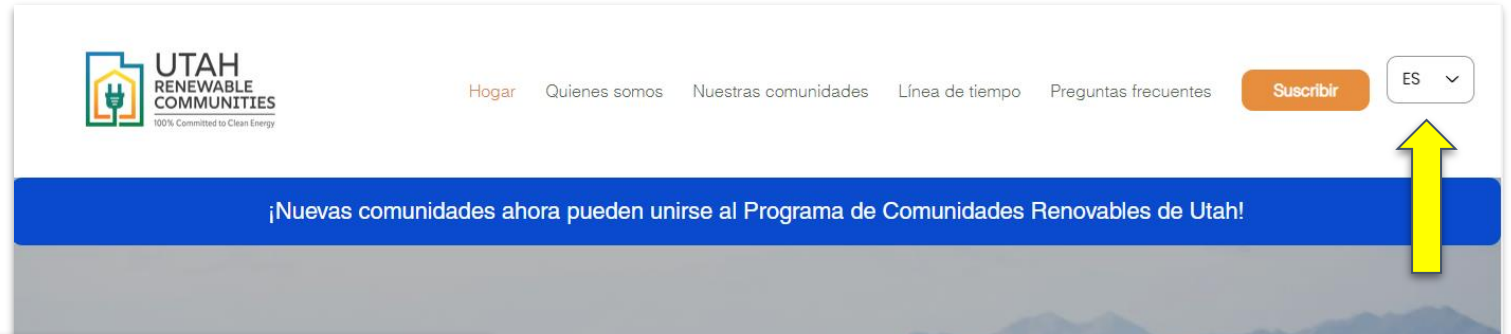 UTAH
RENEWABLE
COMMUNITIES
100% Committed to Clean Energy
Hogar Quienes somos Nuestras comunidades Línea de tiempo Preguntas frecuentes Suscribir ES
¡Nuevas comunidades ahora pueden unirse al Programa de Comunidades Renovables de Utah!